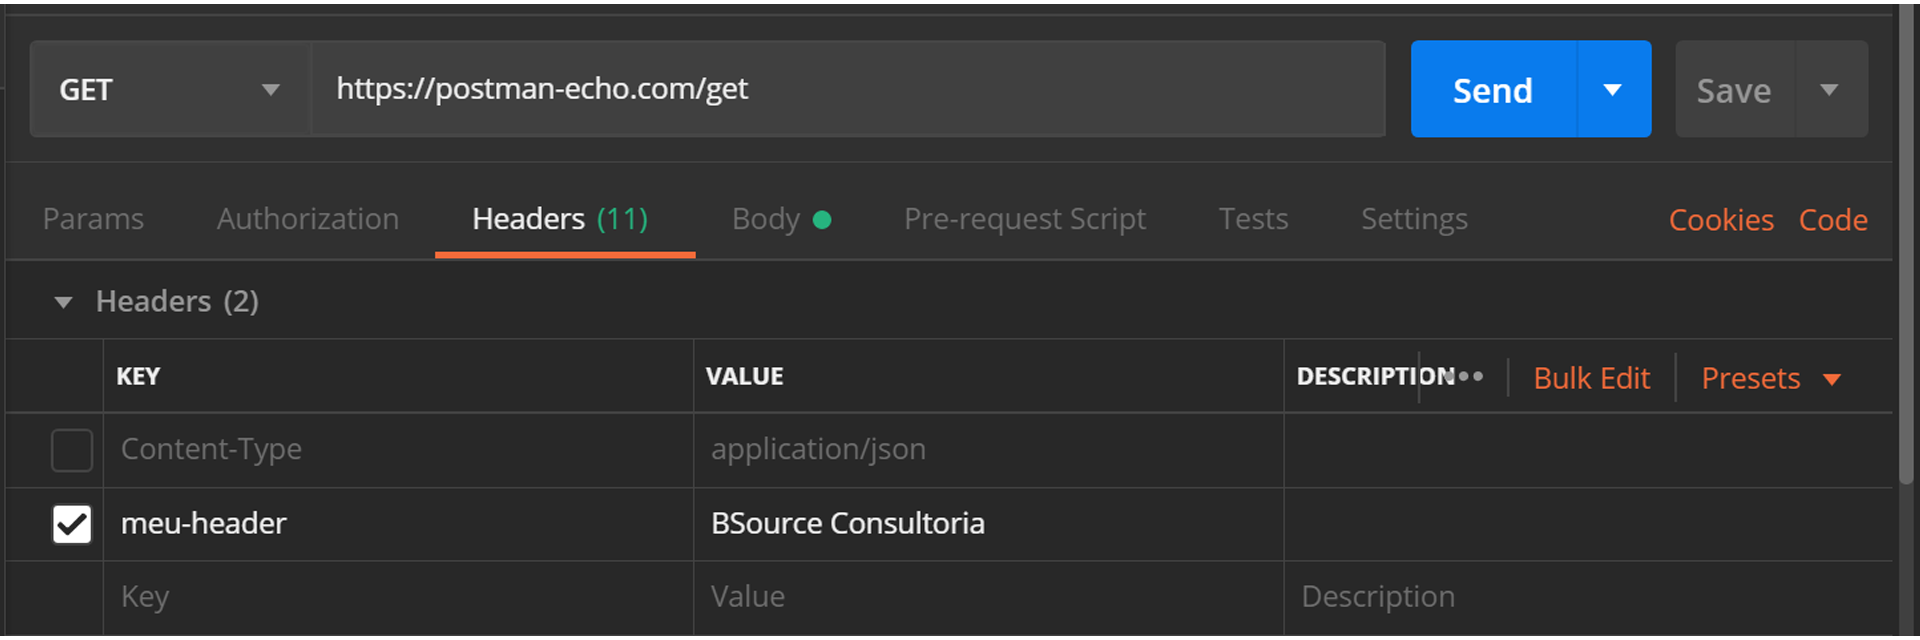 GET https://postman-echo.com/get Send Save
Params Authorization Headers (11) Body Pre-request Script Tests Settings Cookies Code
Headers (2)
KEY VALUE DESCRIPTION Bulk Edit Presets
Content-Type application/json
meu-header BSource Consultoria
Key Value Description